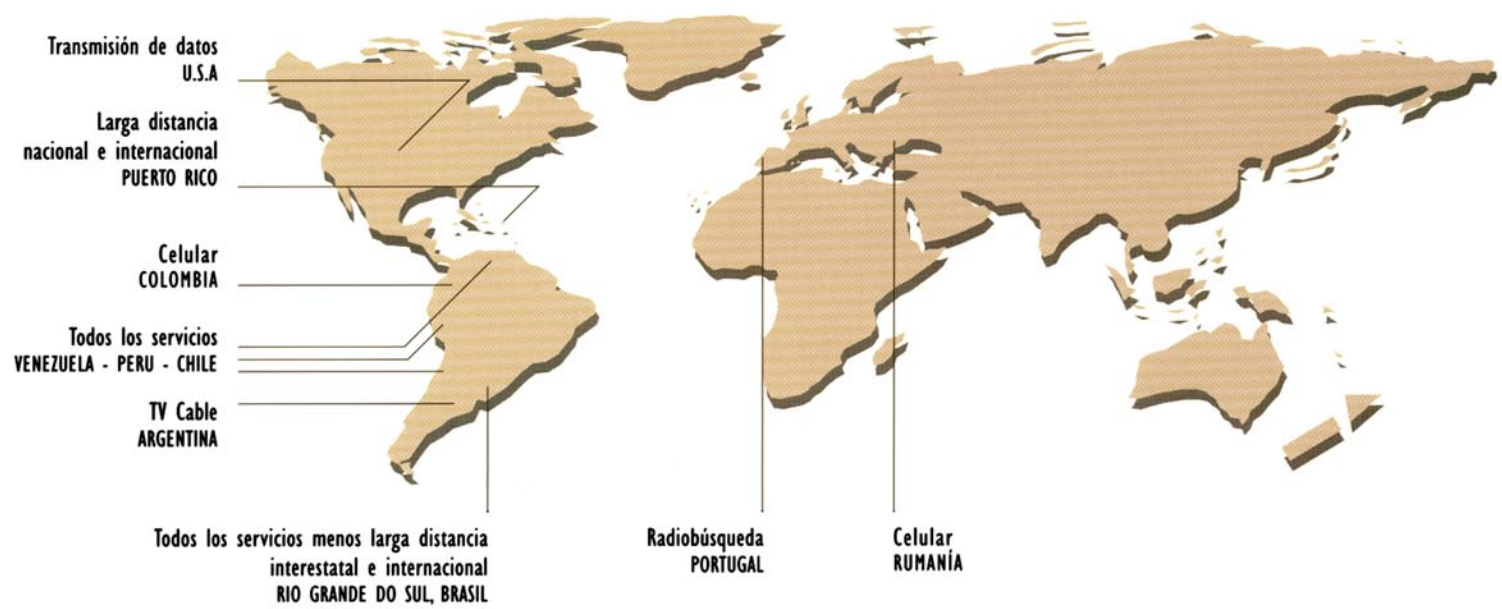 Transmisión de datos
U.S.A
Larga distancia
nacional e internacional
PUERTO RICO
Celular
COLOMBIA
Todos los servicios
VENEZUELA - PERU - CHILE
TV Cable
ARGENTINA
Todos los servicios menos larga distancia
interestatal e internacional
RIO GRANDE DO SUL, BRASIL
Radiobúsqueda
PORTUGAL
Celular
RUMANÍA